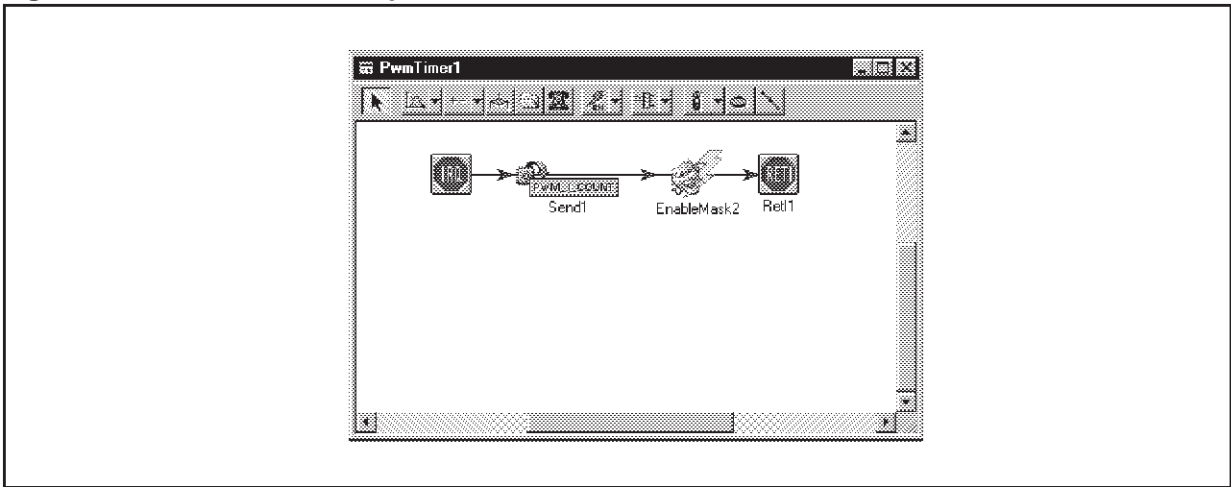 PwmTimer1
PWM_I_COUNT
Send1
EnableMask2
RetI1